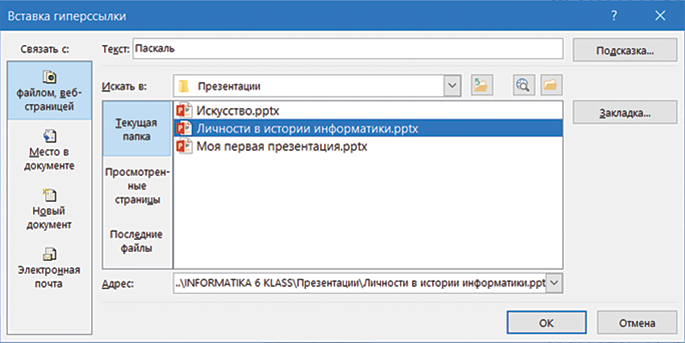 Вставка гиперссылки
?
Связать с:
Текст: Паскаль
Подсказка...
файлом, веб-
страницей
Место в
документе
Новый
документ
Электронная
почта
Искать в:
Презентации
Текущая
папка
Просмотрен-
ные
страницы
Последние
файлы
Искусство.pptx
Личности в истории информатики.pptx
Моя первая презентация.pptx
Закладка...
Адрес: ..\INFORMATIKA 6 KLASS\Презентации\Личности в истории информатики.ppt
ОК
Отмена